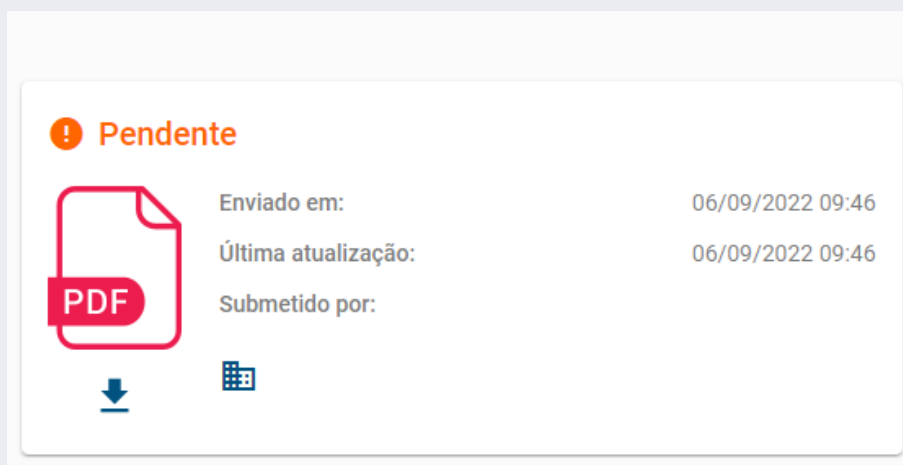 Pendente
Enviado em: 06/09/2022 09:46
Última atualização: 06/09/2022 09:46
PDF
Submetido por: